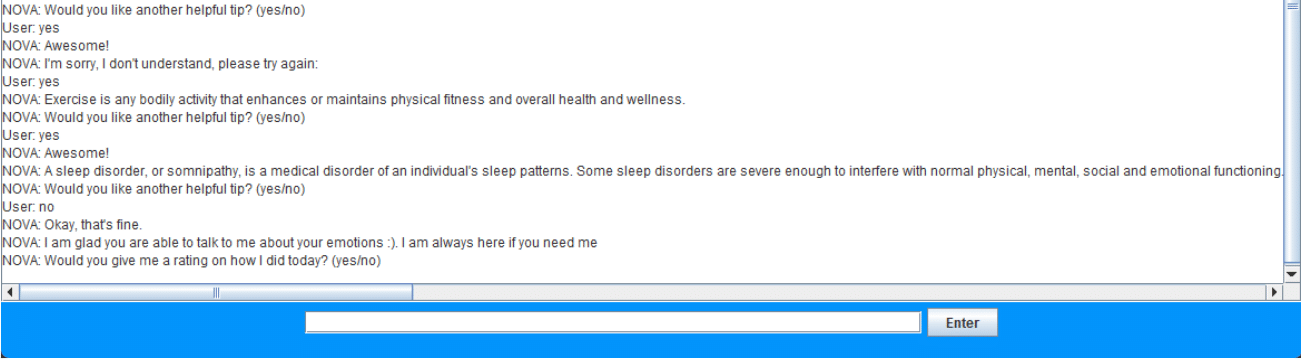 NOVA: Would you like another helpful tip? (yes/no)
User: yes
NOVA: Awesome!
NOVA: I'm sorry, I don't understand, please try again:
User: yes
NOVA: Exercise is any bodily activity that enhances or maintains physical fitness and overall health and wellness.
NOVA: Would you like another helpful tip? (yes/no)
User: yes
NOVA: Awesome!
NOVA: A sleep disorder, or somnipathy, is a medical disorder of an individual's sleep patterns. Some sleep disorders are severe enough to interfere with normal physical, mental, social and emotional functioning.
NOVA: Would you like another helpful tip? (yes/no)
User: no
NOVA: Okay, that's fine.
NOVA: I am glad you are able to talk to me about your emotions :). I am always here if you need me
NOVA: Would you give me a rating on how I did today? (yes/no)
Enter